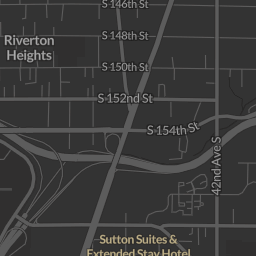 S 146th St
S 148th St
Riverton
Heights
S 150th St
S 152nd St
S 154th St
42nd Ave S
Sutton Suites &
Extended Stay Hotel